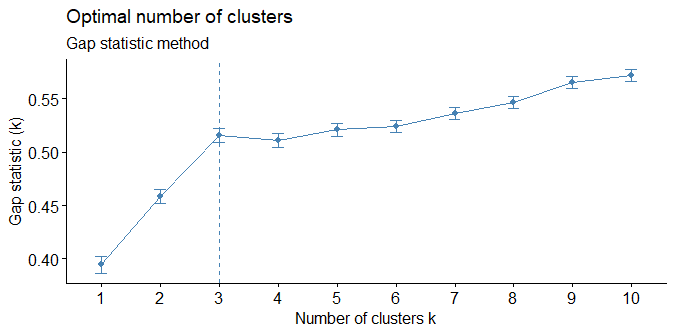 Optimal number of clusters
Gap statistic method
Gap statistic (k)
0.55
0.50
0.45
0.40
1 2 3 4 5 6 7 8 9 10
Number of clusters k